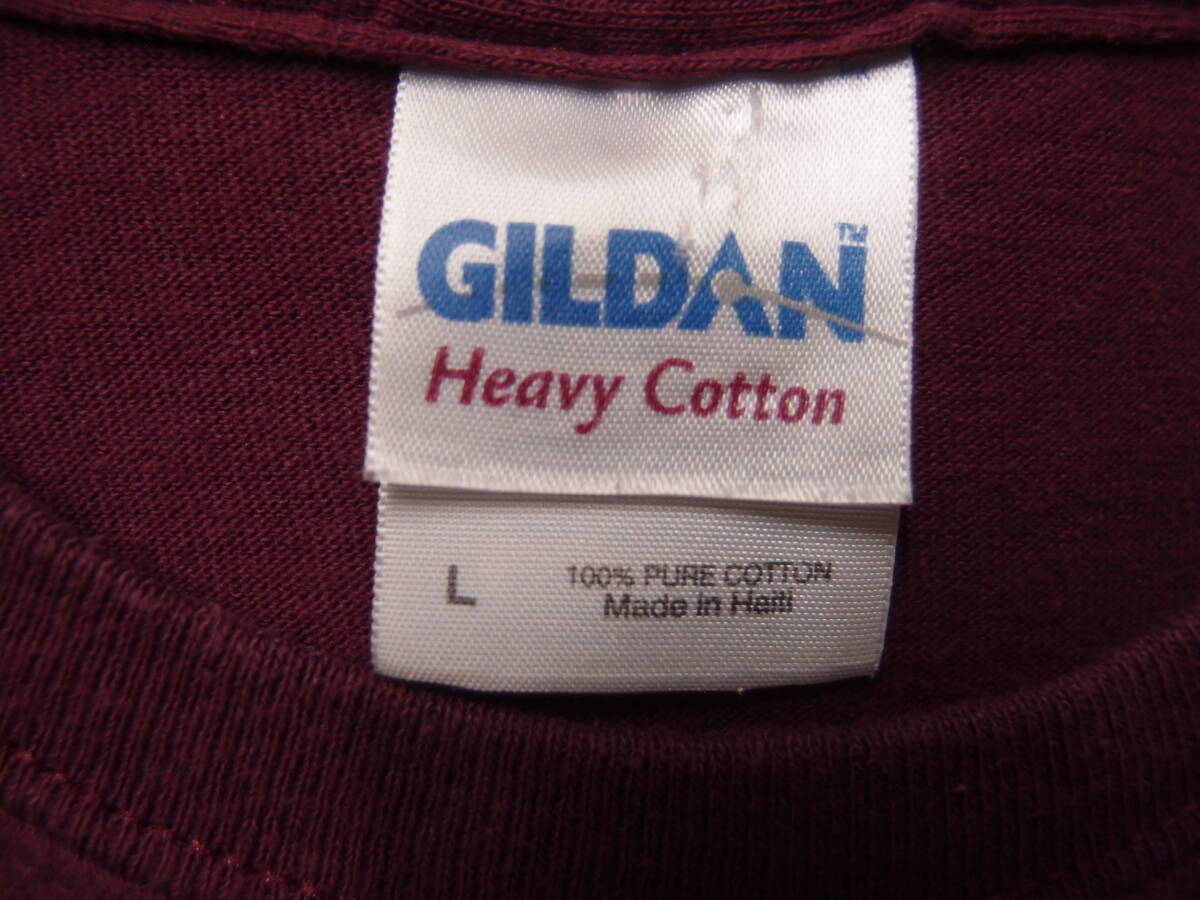 GILDAN™
Heavy Cotton
L
100% PURE COTTON
Made in Haiti